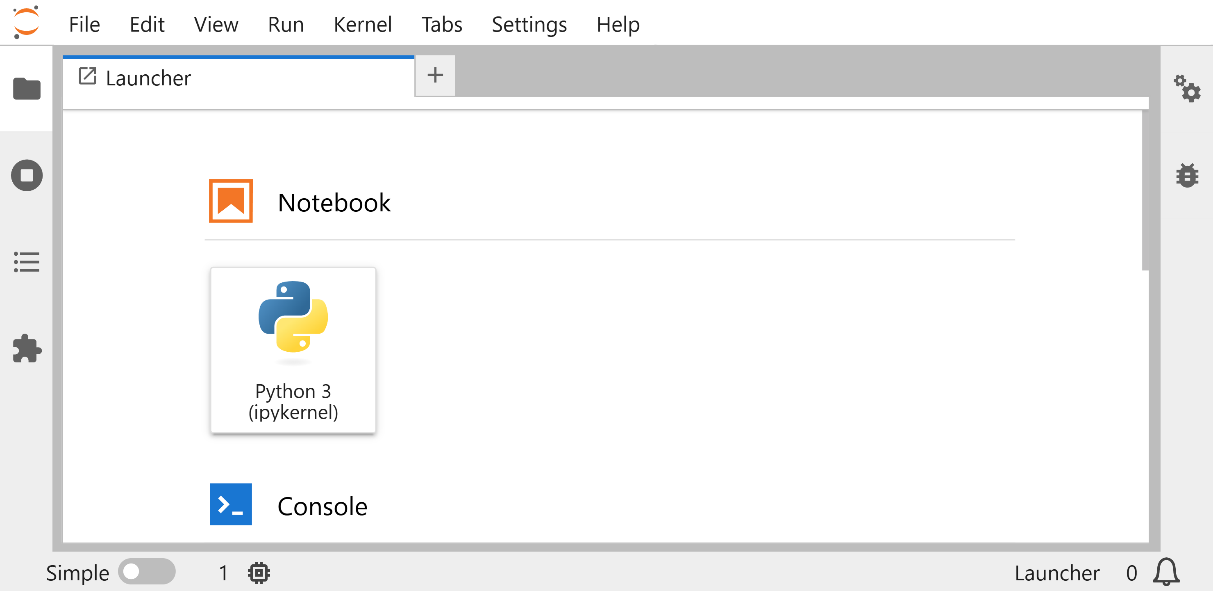 File Edit View Run Kernel Tabs Settings Help
Launcher +
Notebook
Python 3
(ipykernel)
Console
Simple 1 Launcher 0